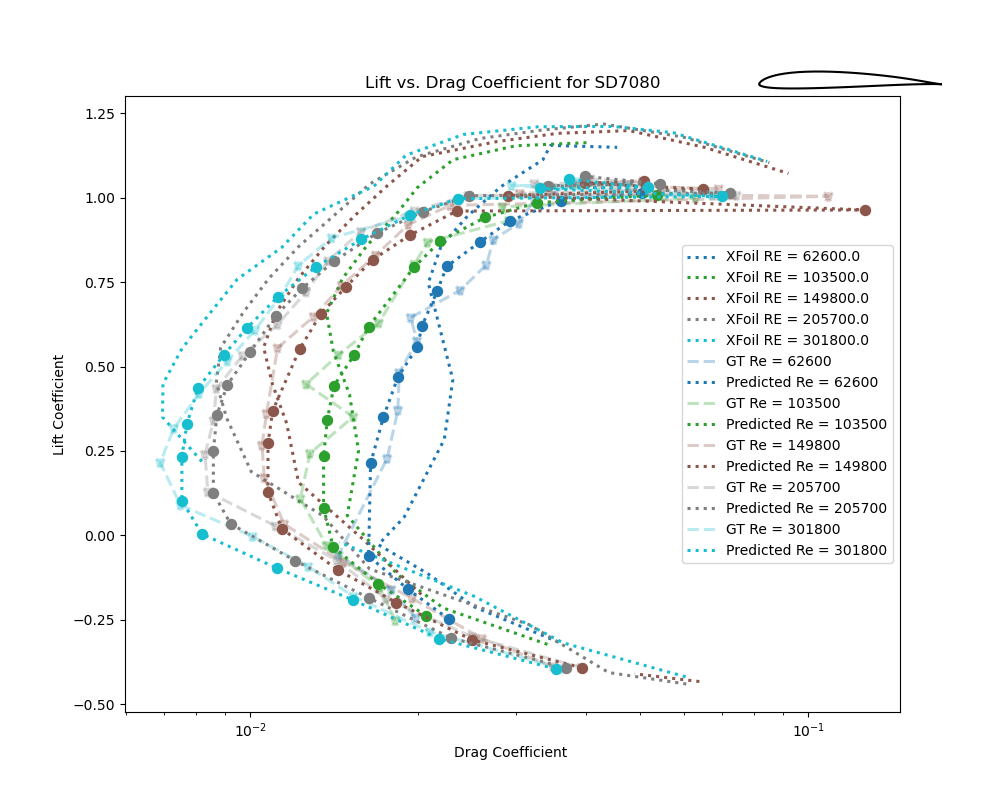 Lift vs. Drag Coefficient for SD7080
1.25
1.00
0.75
0.50
0.25
0.00
−0.25
−0.50
Lift Coefficient
10⁻²
10⁻¹
Drag Coefficient
XFoil RE = 62600.0
XFoil RE = 103500.0
XFoil RE = 149800.0
XFoil RE = 205700.0
XFoil RE = 301800.0
GT Re = 62600
Predicted Re = 62600
GT Re = 103500
Predicted Re = 103500
GT Re = 149800
Predicted Re = 149800
GT Re = 205700
Predicted Re = 205700
GT Re = 301800
Predicted Re = 301800